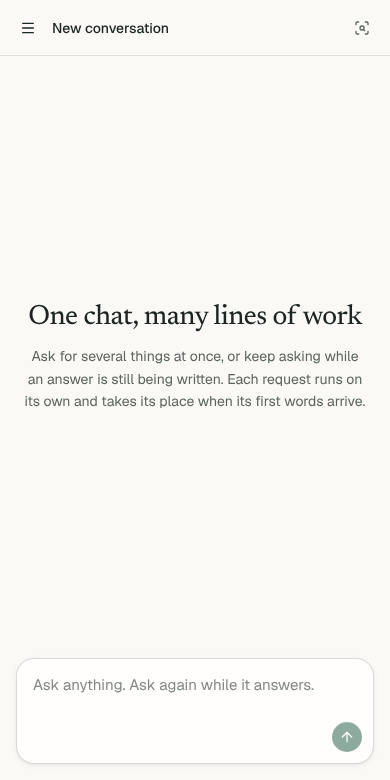 New conversation
One chat, many lines of work
Ask for several things at once, or keep asking while
an answer is still being written. Each request runs on
its own and takes its place when its first words arrive.
Ask anything. Ask again while it answers.